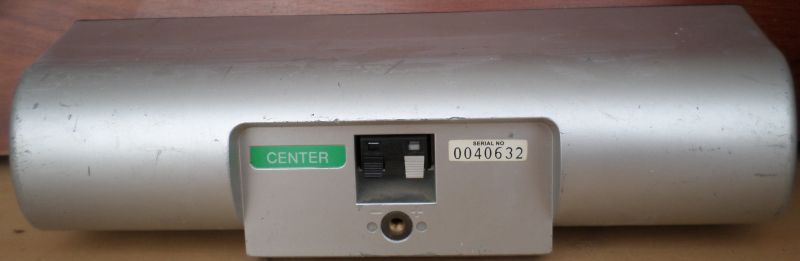 CENTER
SERIAL NO
0040632
- +